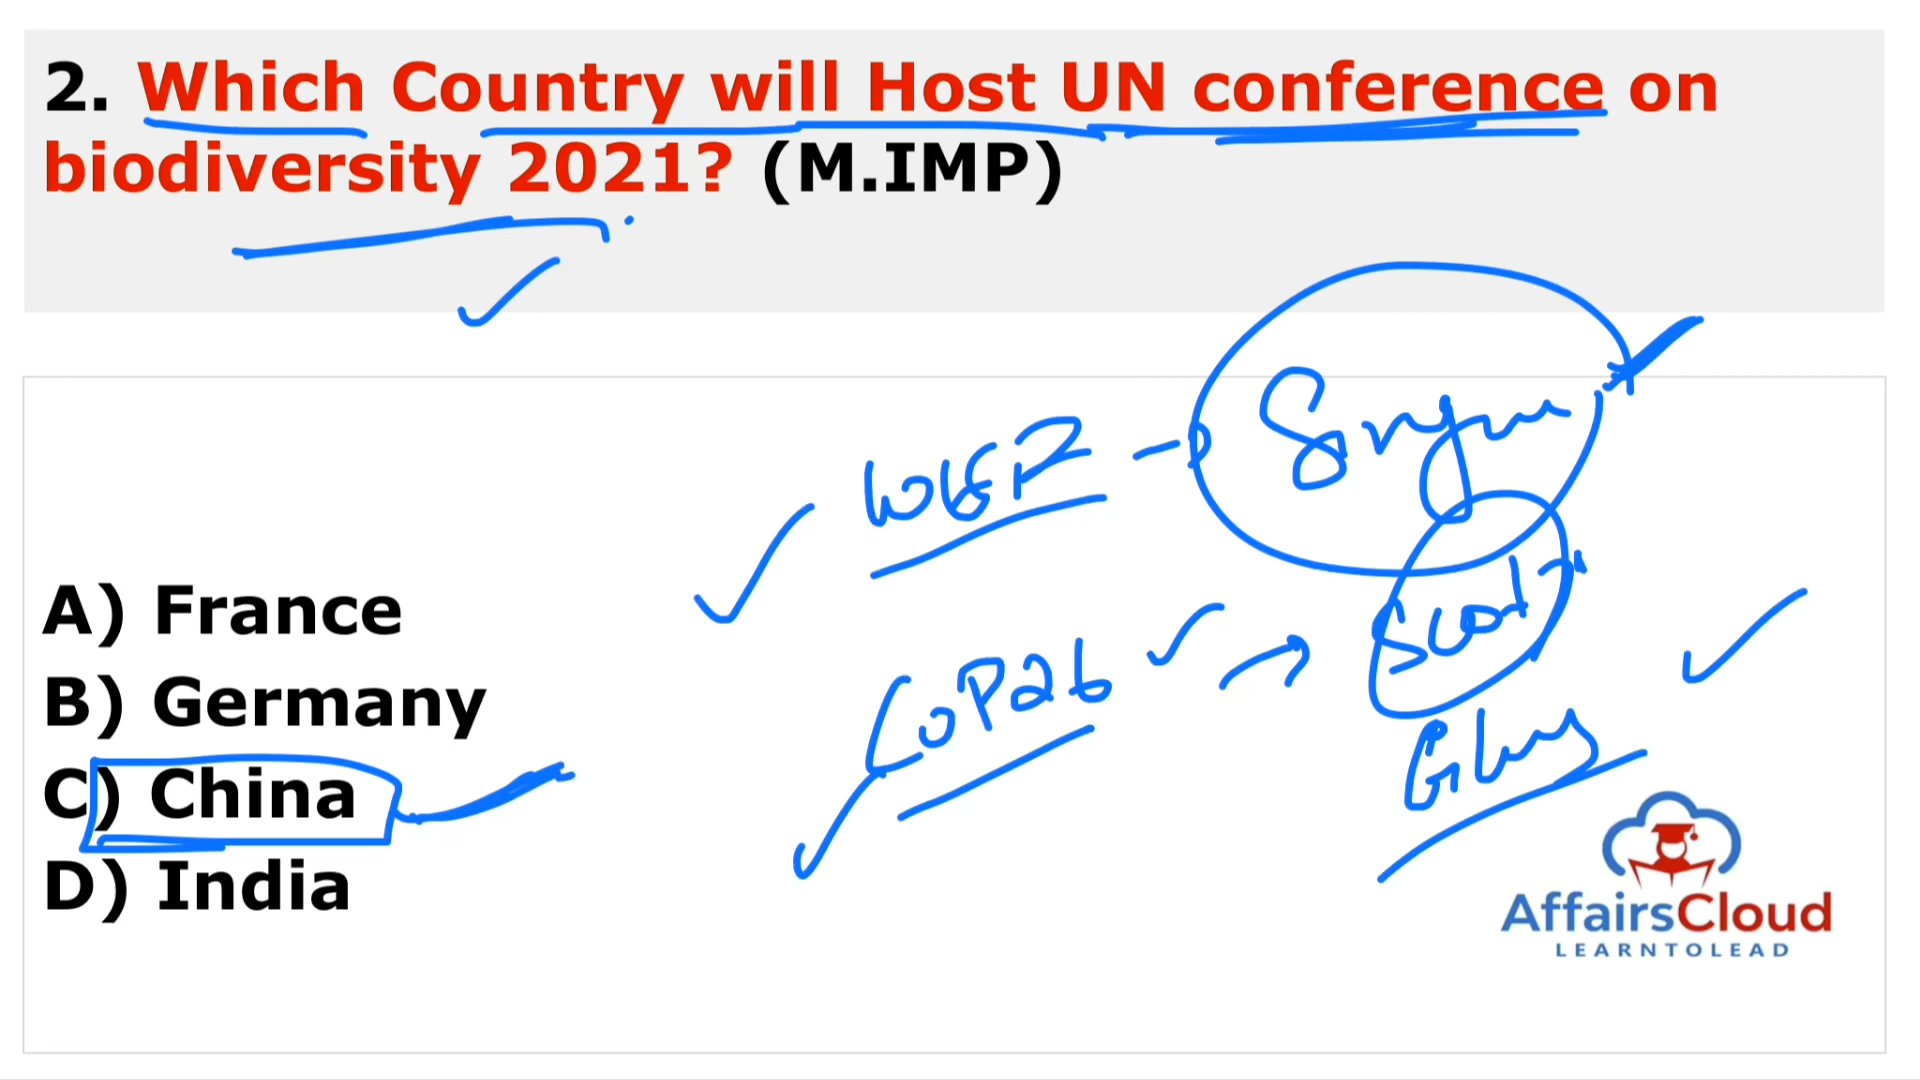 2. Which Country will Host UN conference on
biodiversity 2021? (M.IMP)
A) France
B) Germany
C) China
D) India
WEF
COP26
Scot
AffairsCloud
LEARNTOLEAD